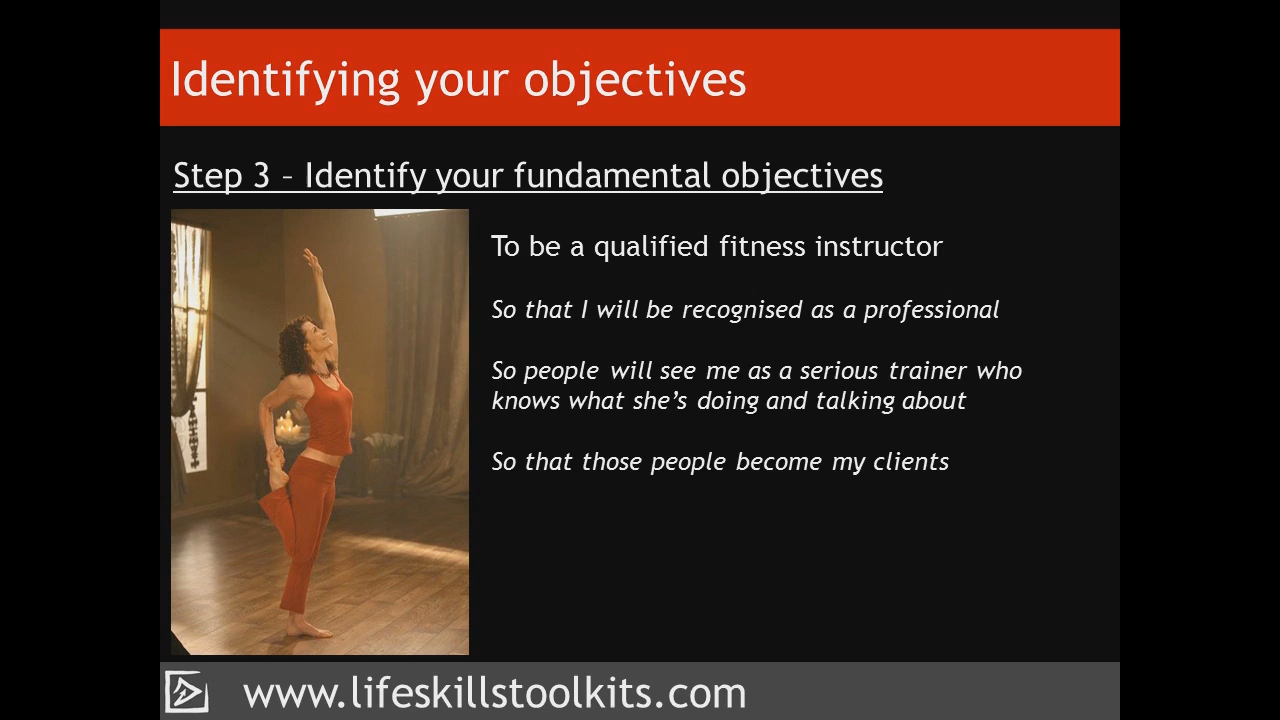 Identifying your objectives
Step 3 – Identify your fundamental objectives
To be a qualified fitness instructor
So that I will be recognised as a professional
So people will see me as a serious trainer who
knows what she’s doing and talking about
So that those people become my clients
www.lifeskillstoolkits.com